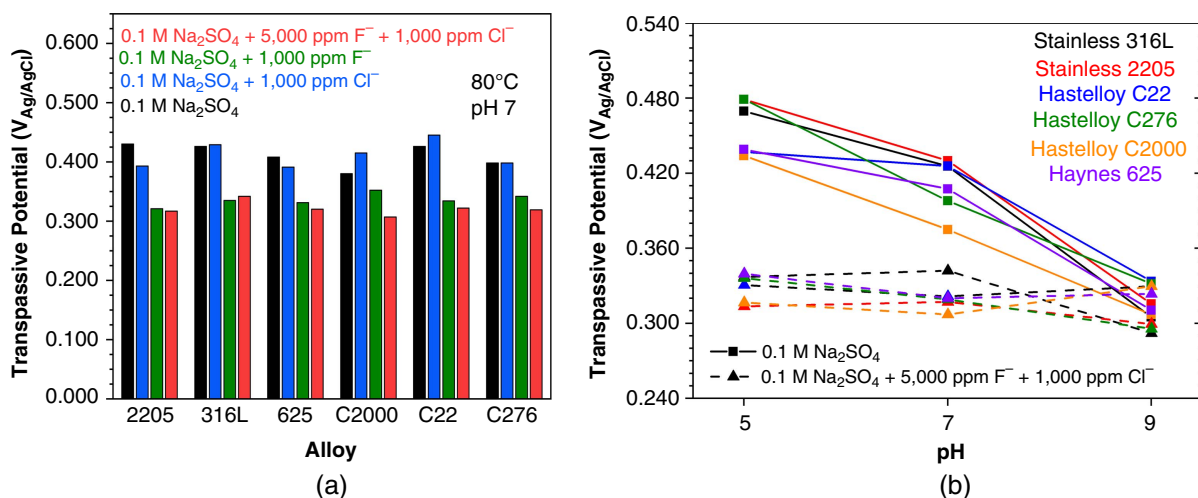 Transpassive Potential (V_Ag/AgCl)
0.600
0.500
0.400
0.300
0.200
0.100
0.000
0.1 M Na₂SO₄ + 5,000 ppm F⁻ + 1,000 ppm Cl⁻
0.1 M Na₂SO₄ + 1,000 ppm F⁻
0.1 M Na₂SO₄ + 1,000 ppm Cl⁻
0.1 M Na₂SO₄
80°C
pH 7
2205 316L 625 C2000 C22 C276
Alloy
(a)
Transpassive Potential (V_Ag/AgCl)
0.540
0.480
0.420
0.360
0.300
0.240
Stainless 316L
Stainless 2205
Hastelloy C22
Hastelloy C276
Hastelloy C2000
Haynes 625
0.1 M Na₂SO₄
0.1 M Na₂SO₄ + 5,000 ppm F⁻ + 1,000 ppm Cl⁻
5 7 9
pH
(b)